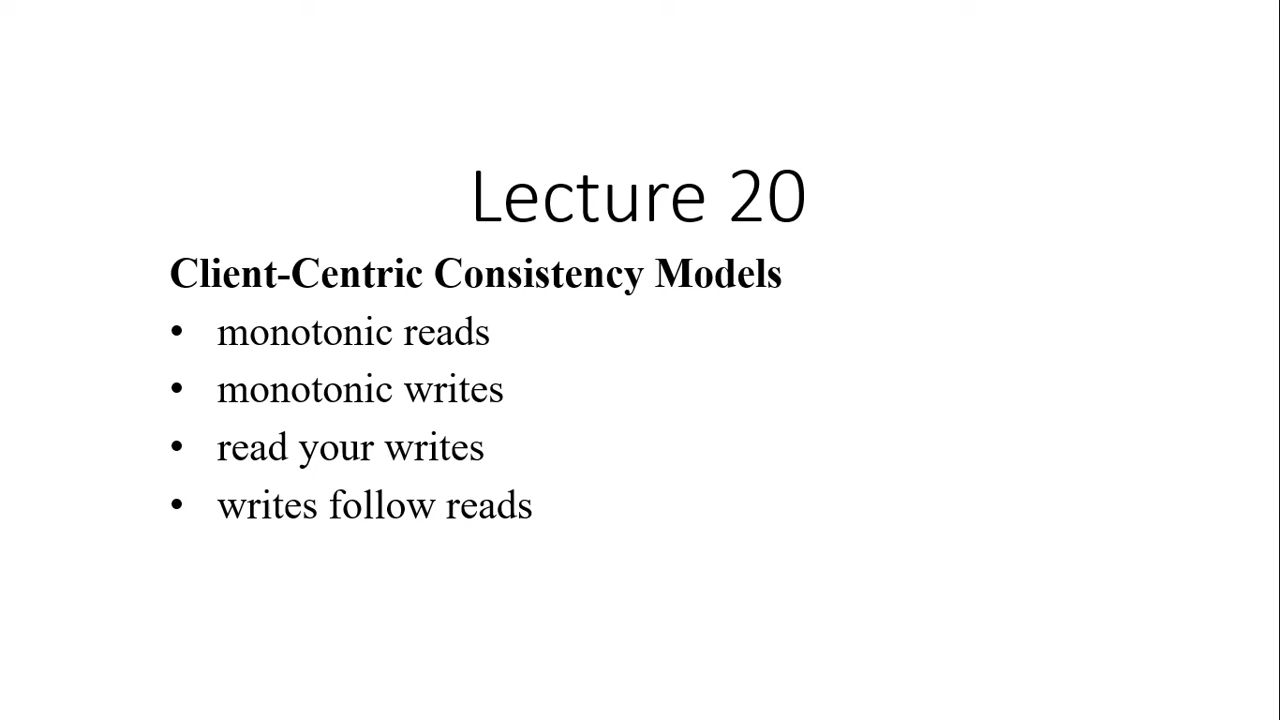 Lecture 20
Client-Centric Consistency Models
• monotonic reads
• monotonic writes
• read your writes
• writes follow reads